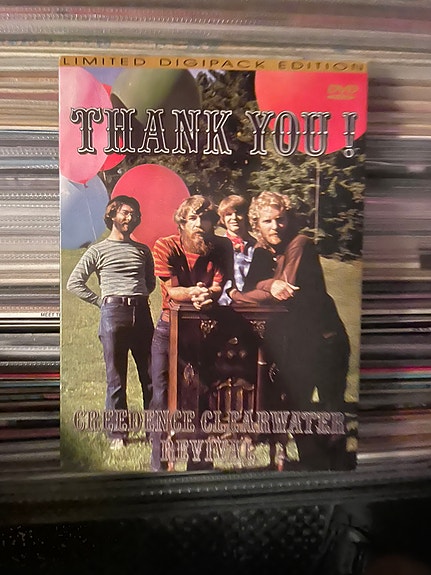 LIMITED DIGIPACK EDITION
DVD
THANK YOU !
CREEDENCE CLEARWATER
REVIVAL